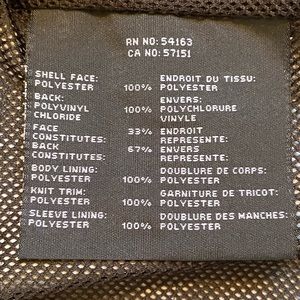 RN NO: 54163
CA NO: 57151
SHELL FACE: ENDROIT DU TISSU:
POLYESTER 100% POLYESTER
BACK: ENVERS:
POLYVINYL 100% POLYCHLORURE
CHLORIDE VINYLE
FACE 33% ENDROIT
CONSTITUTES: REPRESENTE:
BACK 67% ENVERS
CONSTITUTES: REPRESENTE:
BODY LINING: DOUBLURE DE CORPS:
POLYESTER 100% POLYESTER
KNIT TRIM: GARNITURE DE TRICOT:
POLYESTER 100% POLYESTER
SLEEVE LINING: DOUBLURE DES MANCHES:
POLYESTER 100% POLYESTER